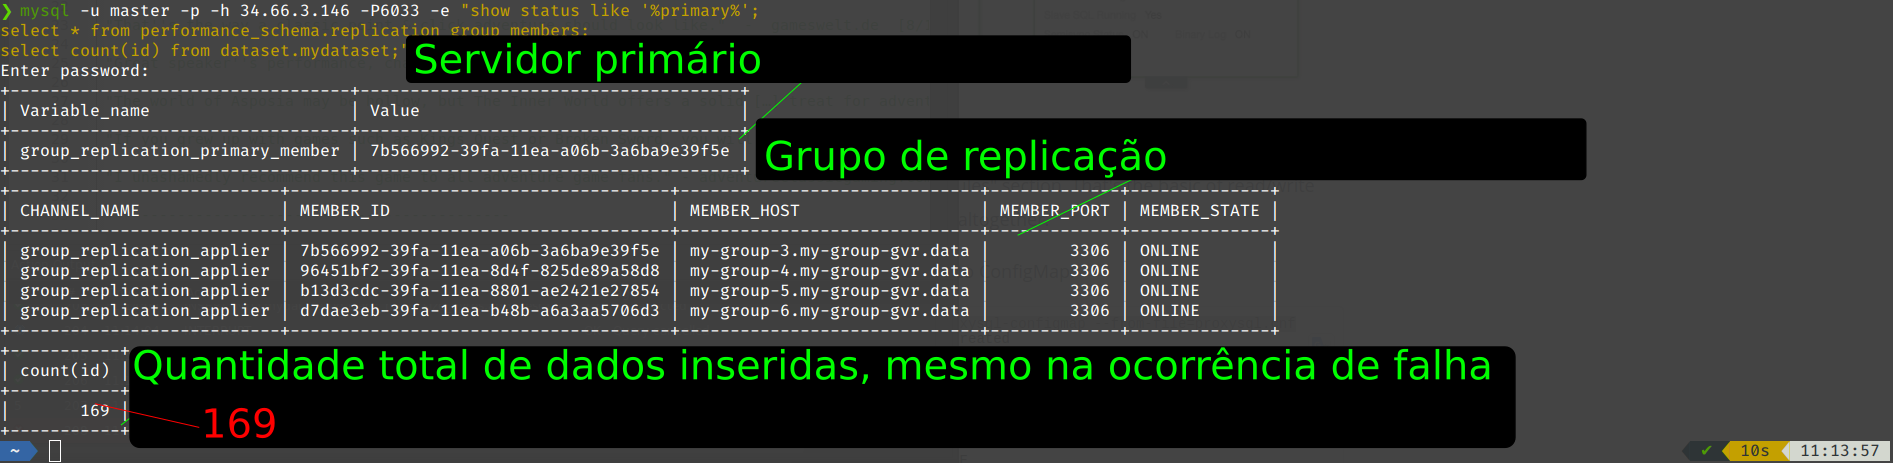 ❯ mysql -u master -p -h 34.66.3.146 -P6033 -e "show status like '%primary%';
select * from performance_schema.replication_group_members;
select count(id) from dataset.mydataset;"
Servidor primário
Enter password:
Variable_name | Value
group_replication_primary_member | 7b566992-39fa-11ea-a06b-3a6ba9e39f5e
Grupo de replicação
CHANNEL_NAME | MEMBER_ID | MEMBER_HOST | MEMBER_PORT | MEMBER_STATE
group_replication_applier | 7b566992-39fa-11ea-a06b-3a6ba9e39f5e | my-group-3.my-group-gvr.data | 3306 | ONLINE
group_replication_applier | 96451bf2-39fa-11ea-8d4f-825de89a58d8 | my-group-4.my-group-gvr.data | 3306 | ONLINE
group_replication_applier | b13d3cdc-39fa-11ea-8801-ae2421e27854 | my-group-5.my-group-gvr.data | 3306 | ONLINE
group_replication_applier | d7dae3eb-39fa-11ea-b48b-a6a3aa5706d3 | my-group-6.my-group-gvr.data | 3306 | ONLINE
Quantidade total de dados inseridas, mesmo na ocorrência de falha
count(id)
169
169
~
✔ 10s 11:13:57